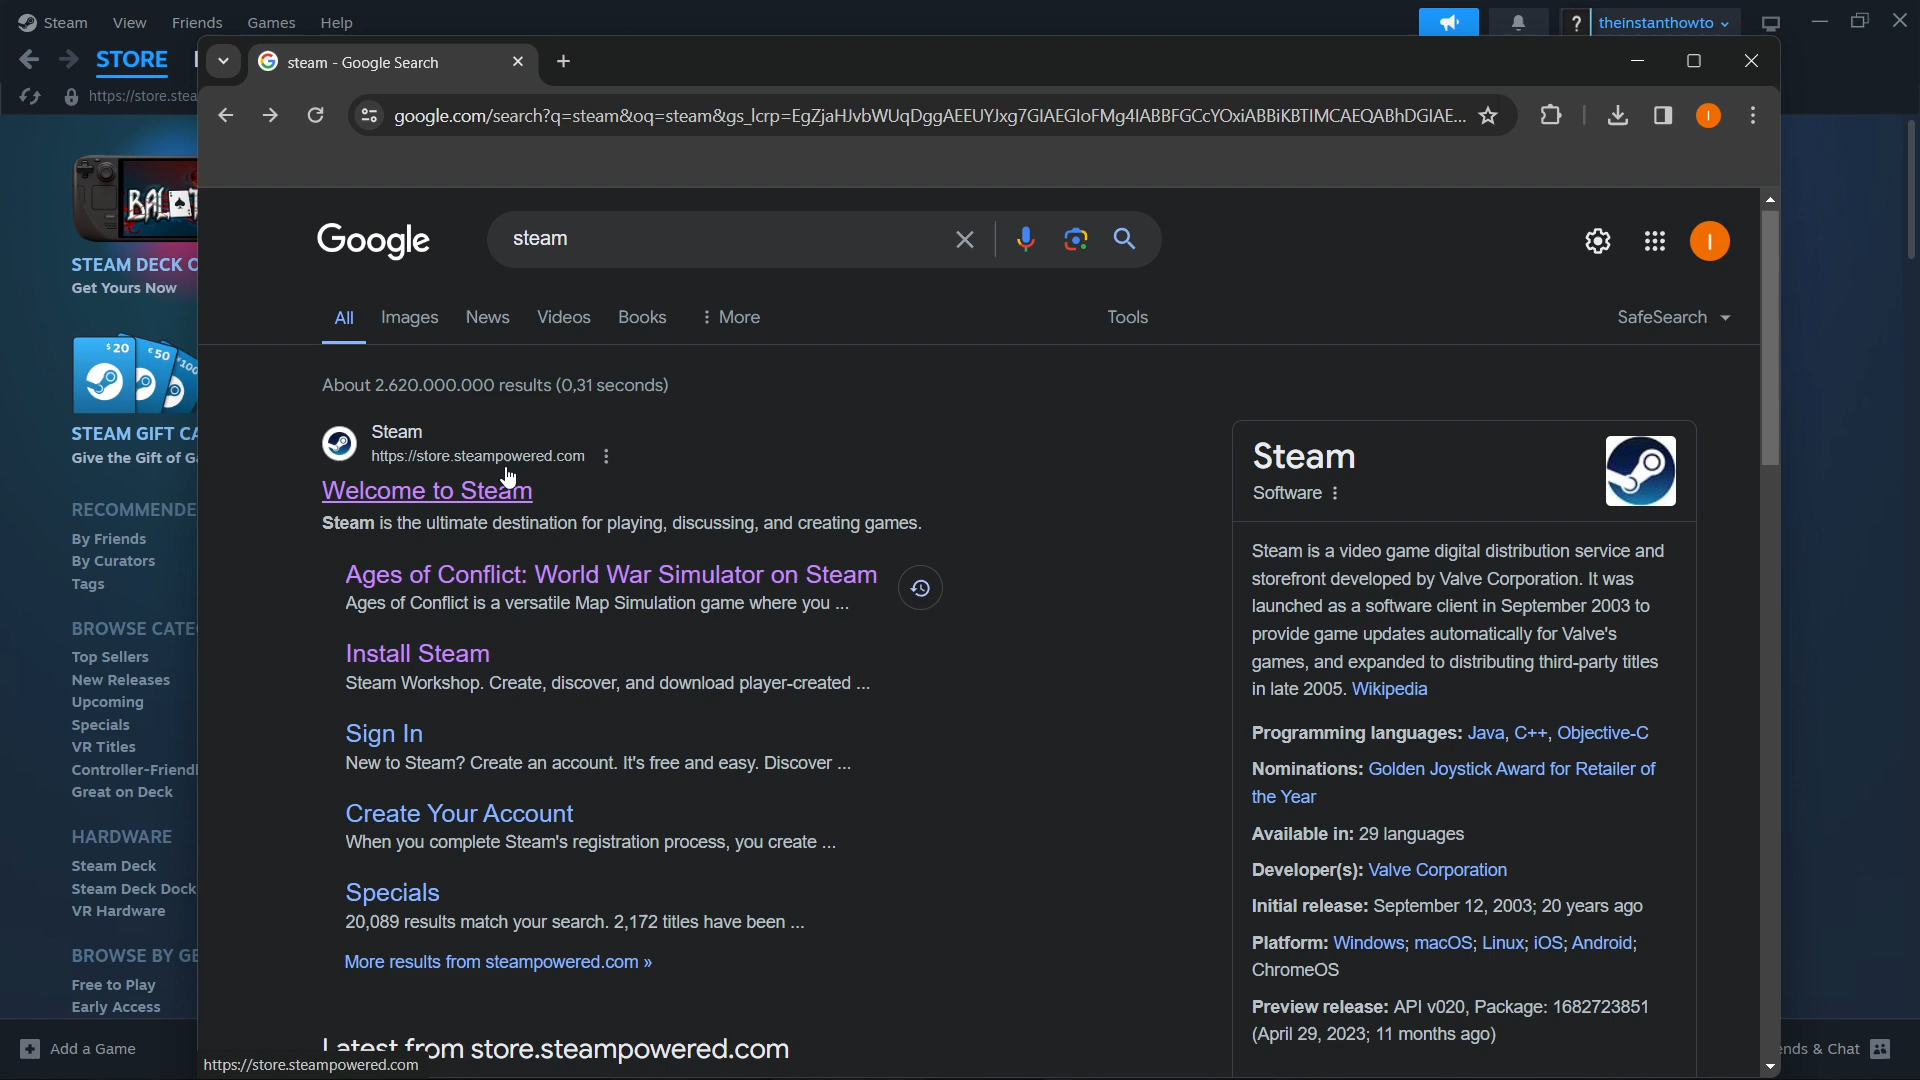 Steam View Friends Games Help
theinstanthowto
STORE
steam - Google Search
https://store.stea
google.com/search?q=steam&oq=steam&gs_lcrp=EgZjaHJvbWUqDggAEEUYJxg7GIAEGIoFMg4IABBFGCcYOxiABBiKBTIMCAEQABhDGIAE...
BAL
STEAM DECK O
Get Yours Now
$20 €50 ¥100
STEAM GIFT CA
Give the Gift of Ga
RECOMMENDE
By Friends
By Curators
Tags
BROWSE CATE
Top Sellers
New Releases
Upcoming
Specials
VR Titles
Controller-Friendl
Great on Deck
HARDWARE
Steam Deck
Steam Deck Dock
VR Hardware
BROWSE BY GE
Free to Play
Early Access
Add a Game
Google
steam
All Images News Videos Books More Tools SafeSearch
About 2.620.000.000 results (0,31 seconds)
Steam
https://store.steampowered.com
Welcome to Steam
Steam is the ultimate destination for playing, discussing, and creating games.
Ages of Conflict: World War Simulator on Steam
Ages of Conflict is a versatile Map Simulation game where you ...
Install Steam
Steam Workshop. Create, discover, and download player-created ...
Sign In
New to Steam? Create an account. It's free and easy. Discover ...
Create Your Account
When you complete Steam's registration process, you create ...
Specials
20,089 results match your search. 2,172 titles have been ...
More results from steampowered.com »
Latest from store.steampowered.com
https://store.steampowered.com
Steam
Software
Steam is a video game digital distribution service and
storefront developed by Valve Corporation. It was
launched as a software client in September 2003 to
provide game updates automatically for Valve's
games, and expanded to distributing third-party titles
in late 2005. Wikipedia
Programming languages: Java, C++, Objective-C
Nominations: Golden Joystick Award for Retailer of
the Year
Available in: 29 languages
Developer(s): Valve Corporation
Initial release: September 12, 2003; 20 years ago
Platform: Windows; macOS; Linux; iOS; Android;
ChromeOS
Preview release: API v020, Package: 1682723851
(April 29, 2023; 11 months ago)
ends & Chat